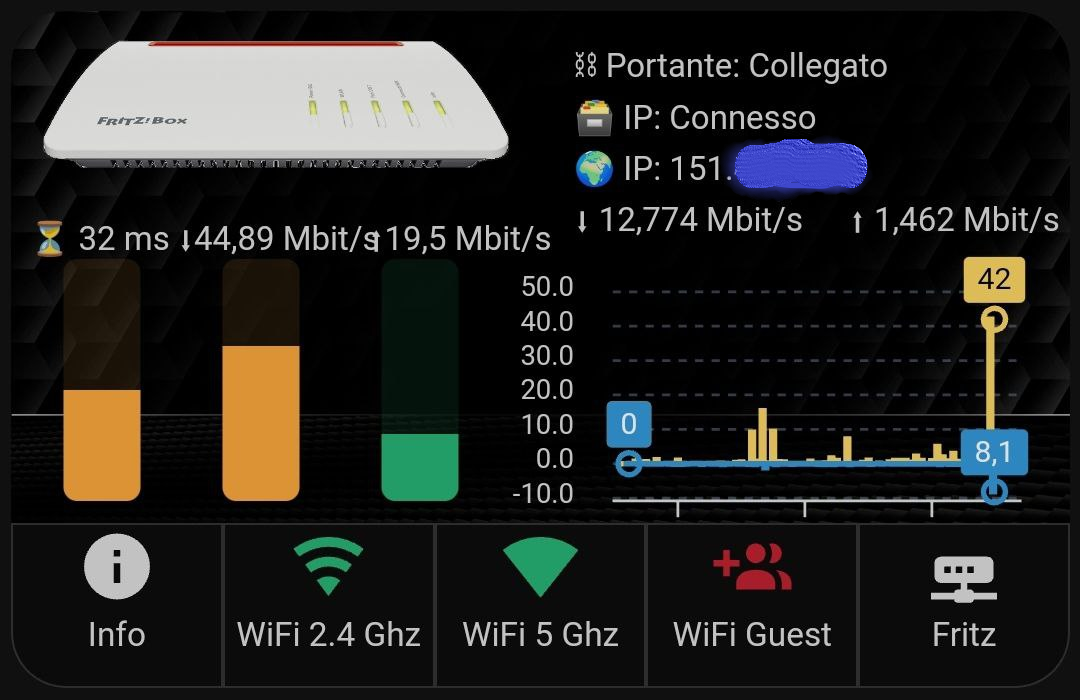 FRITZ!Box
Portante: Collegato
IP: Connesso
IP: 151.
↓ 12,774 Mbit/s ↑ 1,462 Mbit/s
32 ms ↓44,89 Mbit/s ↑19,5 Mbit/s
50.0
40.0
30.0
20.0
10.0
0.0
-10.0
42
0
8,1
Info
WiFi 2.4 Ghz
WiFi 5 Ghz
WiFi Guest
Fritz